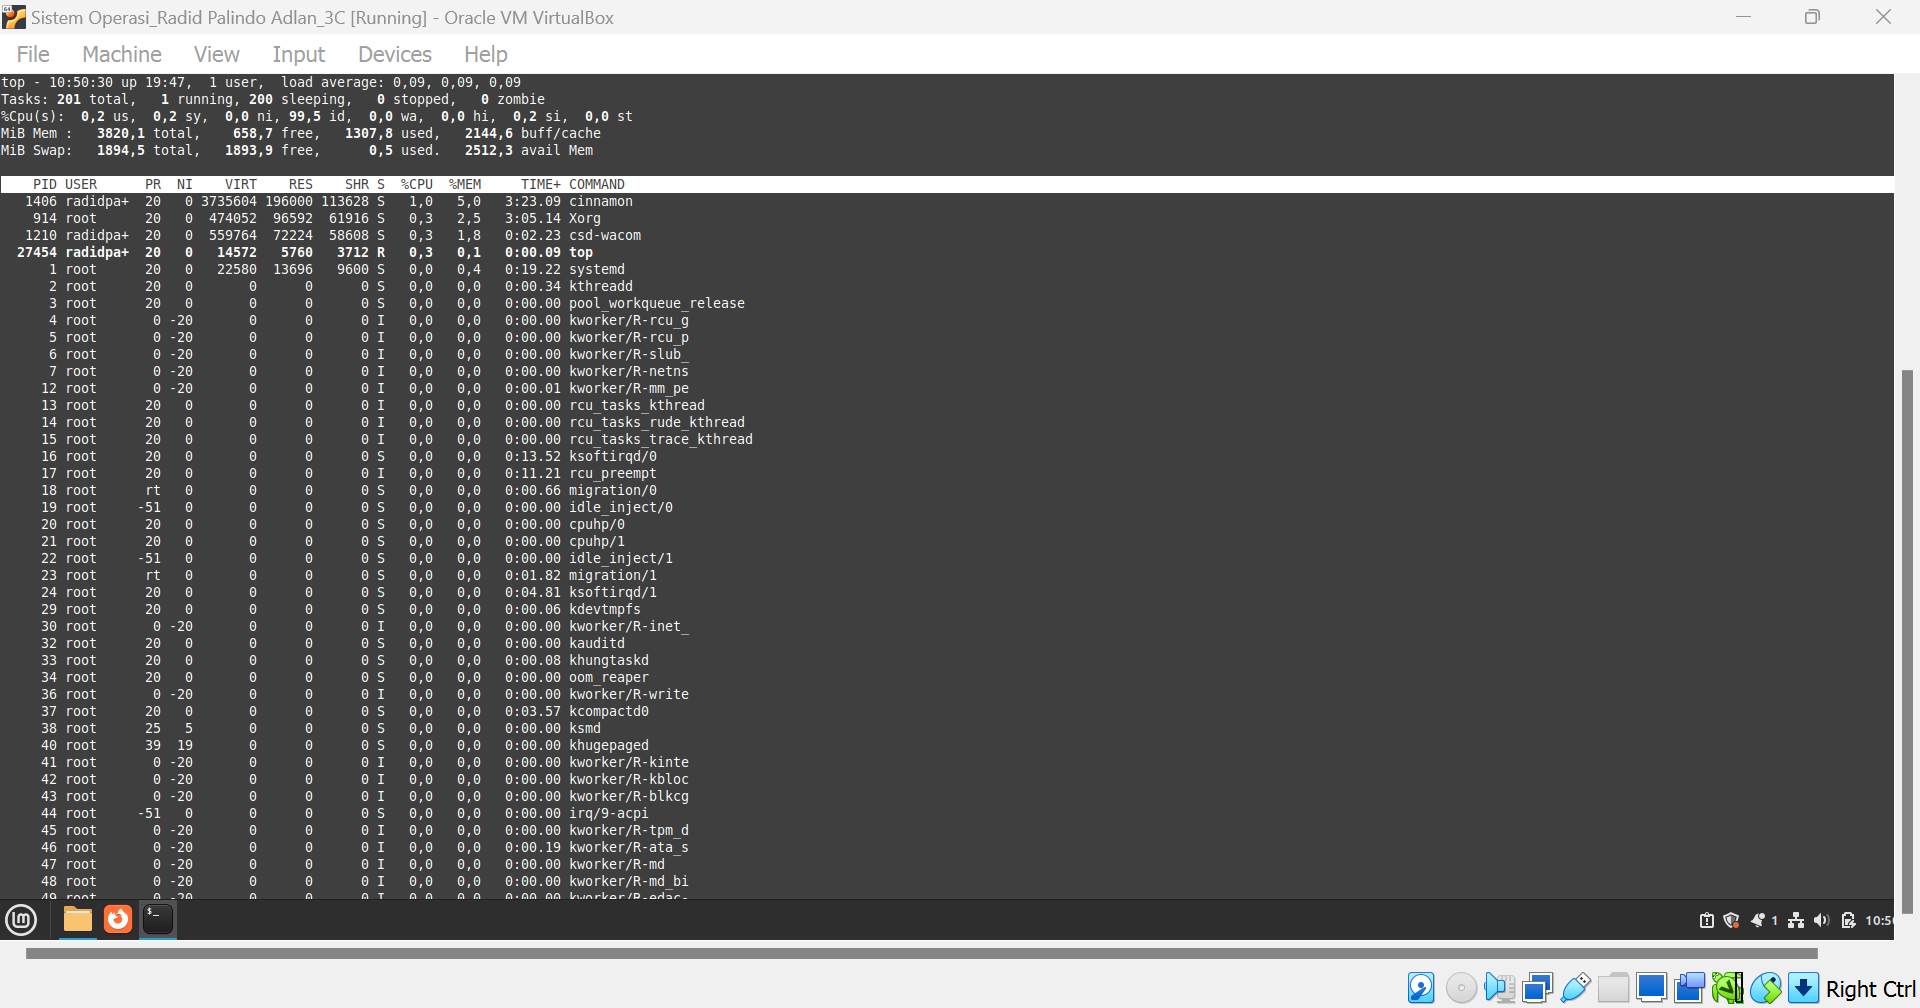 Sistem Operasi_Radid Palindo Adlan_3C [Running] - Oracle VM VirtualBox
File Machine View Input Devices Help
top - 10:50:30 up 19:47,  1 user,  load average: 0,09, 0,09, 0,09
Tasks: 201 total,   1 running, 200 sleeping,   0 stopped,   0 zombie
%Cpu(s):  0,2 us,  0,2 sy,  0,0 ni, 99,5 id,  0,0 wa,  0,0 hi,  0,2 si,  0,0 st
MiB Mem :   3820,1 total,    658,7 free,   1307,8 used,   2144,6 buff/cache
MiB Swap:   1894,5 total,   1893,9 free,      0,5 used.   2512,3 avail Mem
PID USER PR NI VIRT RES SHR S %CPU %MEM TIME+ COMMAND
1406 radidpa+ 20 0 3735604 196000 113628 S 1,0 5,0 3:23.09 cinnamon
914 root 20 0 474052 96592 61916 S 0,3 2,5 3:05.14 Xorg
1210 radidpa+ 20 0 559764 72224 58608 S 0,3 1,8 0:02.23 csd-wacom
27454 radidpa+ 20 0 14572 5760 3712 R 0,3 0,1 0:00.09 top
1 root 20 0 22580 13696 9600 S 0,0 0,4 0:19.22 systemd
2 root 20 0 0 0 0 S 0,0 0,0 0:00.34 kthreadd
3 root 20 0 0 0 0 S 0,0 0,0 0:00.00 pool_workqueue_release
4 root 0 -20 0 0 0 I 0,0 0,0 0:00.00 kworker/R-rcu_g
5 root 0 -20 0 0 0 I 0,0 0,0 0:00.00 kworker/R-rcu_p
6 root 0 -20 0 0 0 I 0,0 0,0 0:00.00 kworker/R-slub_
7 root 0 -20 0 0 0 I 0,0 0,0 0:00.00 kworker/R-netns
12 root 0 -20 0 0 0 I 0,0 0,0 0:00.01 kworker/R-mm_pe
13 root 20 0 0 0 0 I 0,0 0,0 0:00.00 rcu_tasks_kthread
14 root 20 0 0 0 0 I 0,0 0,0 0:00.00 rcu_tasks_rude_kthread
15 root 20 0 0 0 0 I 0,0 0,0 0:00.00 rcu_tasks_trace_kthread
16 root 20 0 0 0 0 S 0,0 0,0 0:13.52 ksoftirqd/0
17 root 20 0 0 0 0 I 0,0 0,0 0:11.21 rcu_preempt
18 root rt 0 0 0 0 S 0,0 0,0 0:00.66 migration/0
19 root -51 0 0 0 0 S 0,0 0,0 0:00.00 idle_inject/0
20 root 20 0 0 0 0 S 0,0 0,0 0:00.00 cpuhp/0
21 root 20 0 0 0 0 S 0,0 0,0 0:00.00 cpuhp/1
22 root -51 0 0 0 0 S 0,0 0,0 0:00.00 idle_inject/1
23 root rt 0 0 0 0 S 0,0 0,0 0:01.82 migration/1
24 root 20 0 0 0 0 S 0,0 0,0 0:04.81 ksoftirqd/1
29 root 20 0 0 0 0 S 0,0 0,0 0:00.06 kdevtmpfs
30 root 0 -20 0 0 0 I 0,0 0,0 0:00.00 kworker/R-inet_
32 root 20 0 0 0 0 S 0,0 0,0 0:00.00 kauditd
33 root 20 0 0 0 0 S 0,0 0,0 0:00.08 khungtaskd
34 root 20 0 0 0 0 S 0,0 0,0 0:00.00 oom_reaper
36 root 0 -20 0 0 0 I 0,0 0,0 0:00.00 kworker/R-write
37 root 20 0 0 0 0 S 0,0 0,0 0:03.57 kcompactd0
38 root 25 5 0 0 0 S 0,0 0,0 0:00.00 ksmd
40 root 39 19 0 0 0 S 0,0 0,0 0:00.00 khugepaged
41 root 0 -20 0 0 0 I 0,0 0,0 0:00.00 kworker/R-kinte
42 root 0 -20 0 0 0 I 0,0 0,0 0:00.00 kworker/R-kbloc
43 root 0 -20 0 0 0 I 0,0 0,0 0:00.00 kworker/R-blkcg
44 root -51 0 0 0 0 S 0,0 0,0 0:00.00 irq/9-acpi
45 root 0 -20 0 0 0 I 0,0 0,0 0:00.00 kworker/R-tpm_d
46 root 0 -20 0 0 0 I 0,0 0,0 0:00.19 kworker/R-ata_s
47 root 0 -20 0 0 0 I 0,0 0,0 0:00.00 kworker/R-md
48 root 0 -20 0 0 0 I 0,0 0,0 0:00.00 kworker/R-md_bi
49 root 0 -20 0 0 0 I 0,0 0,0 0:00.00 kworker/R-edac-
1 10:5
Right Ctrl